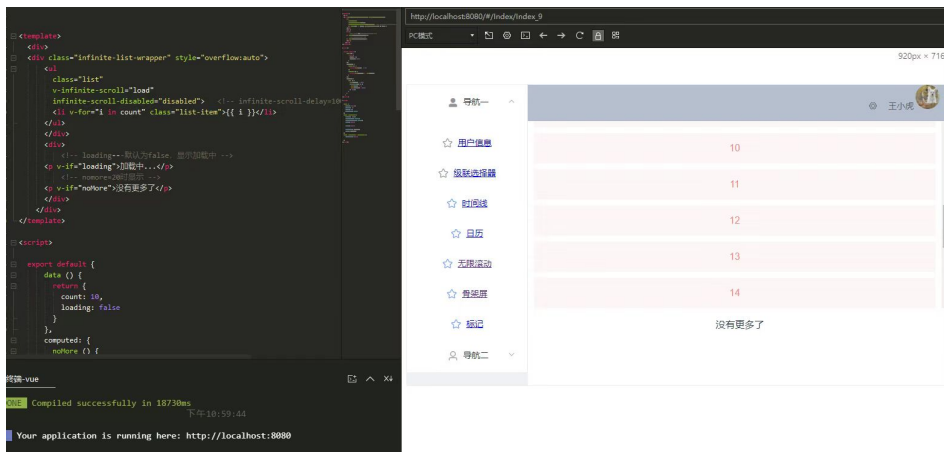 <template>
<div>
<div class="infinite-list-wrapper" style="overflow:auto">
<ul
class="list"
v-infinite-scroll="load"
infinite-scroll-disabled="disabled"> <!-- infinite-scroll-delay=10
<li v-for="i in count" class="list-item">{{ i }}</li>
</ul>
</div>
<div>
<!-- loading---默认为false，显示加载中 -->
<p v-if="loading">加载中...</p>
<!-- nomore=20时显示 -->
<p v-if="noMore">没有更多了</p>
</div>
</div>
</template>
<script>
export default {
data () {
return {
count: 10,
loading: false
}
},
computed: {
noMore () {
终端-vue
DONE Compiled successfully in 18730ms
下午10:59:44
Your application is running here: http://localhost:8080
http://localhost:8080/#/Index/Index_9
PC模式
920px × 716
导航一
王小虎
用户信息
级联选择器
时间线
日历
无限滚动
骨架屏
标记
导航二
10
11
12
13
14
没有更多了